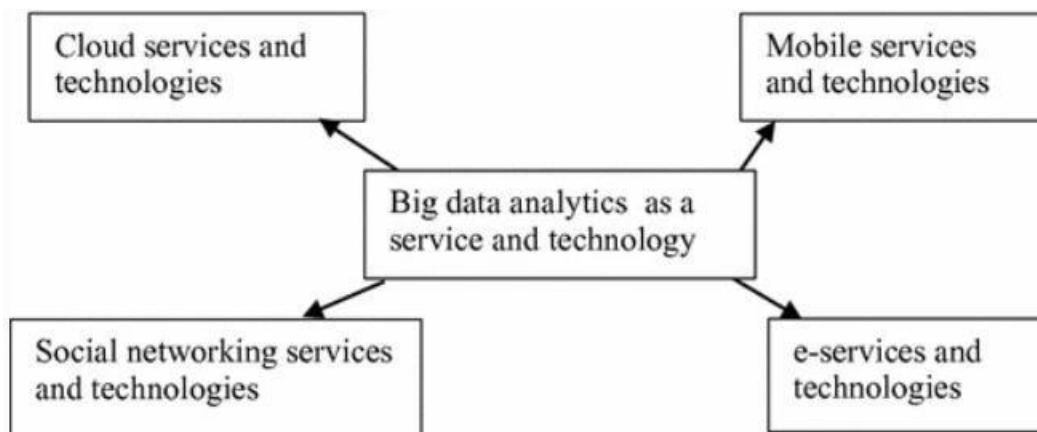 Cloud services and
technologies
Mobile services
and technologies
Big data analytics as a
service and technology
Social networking services
and technologies
e-services and
technologies